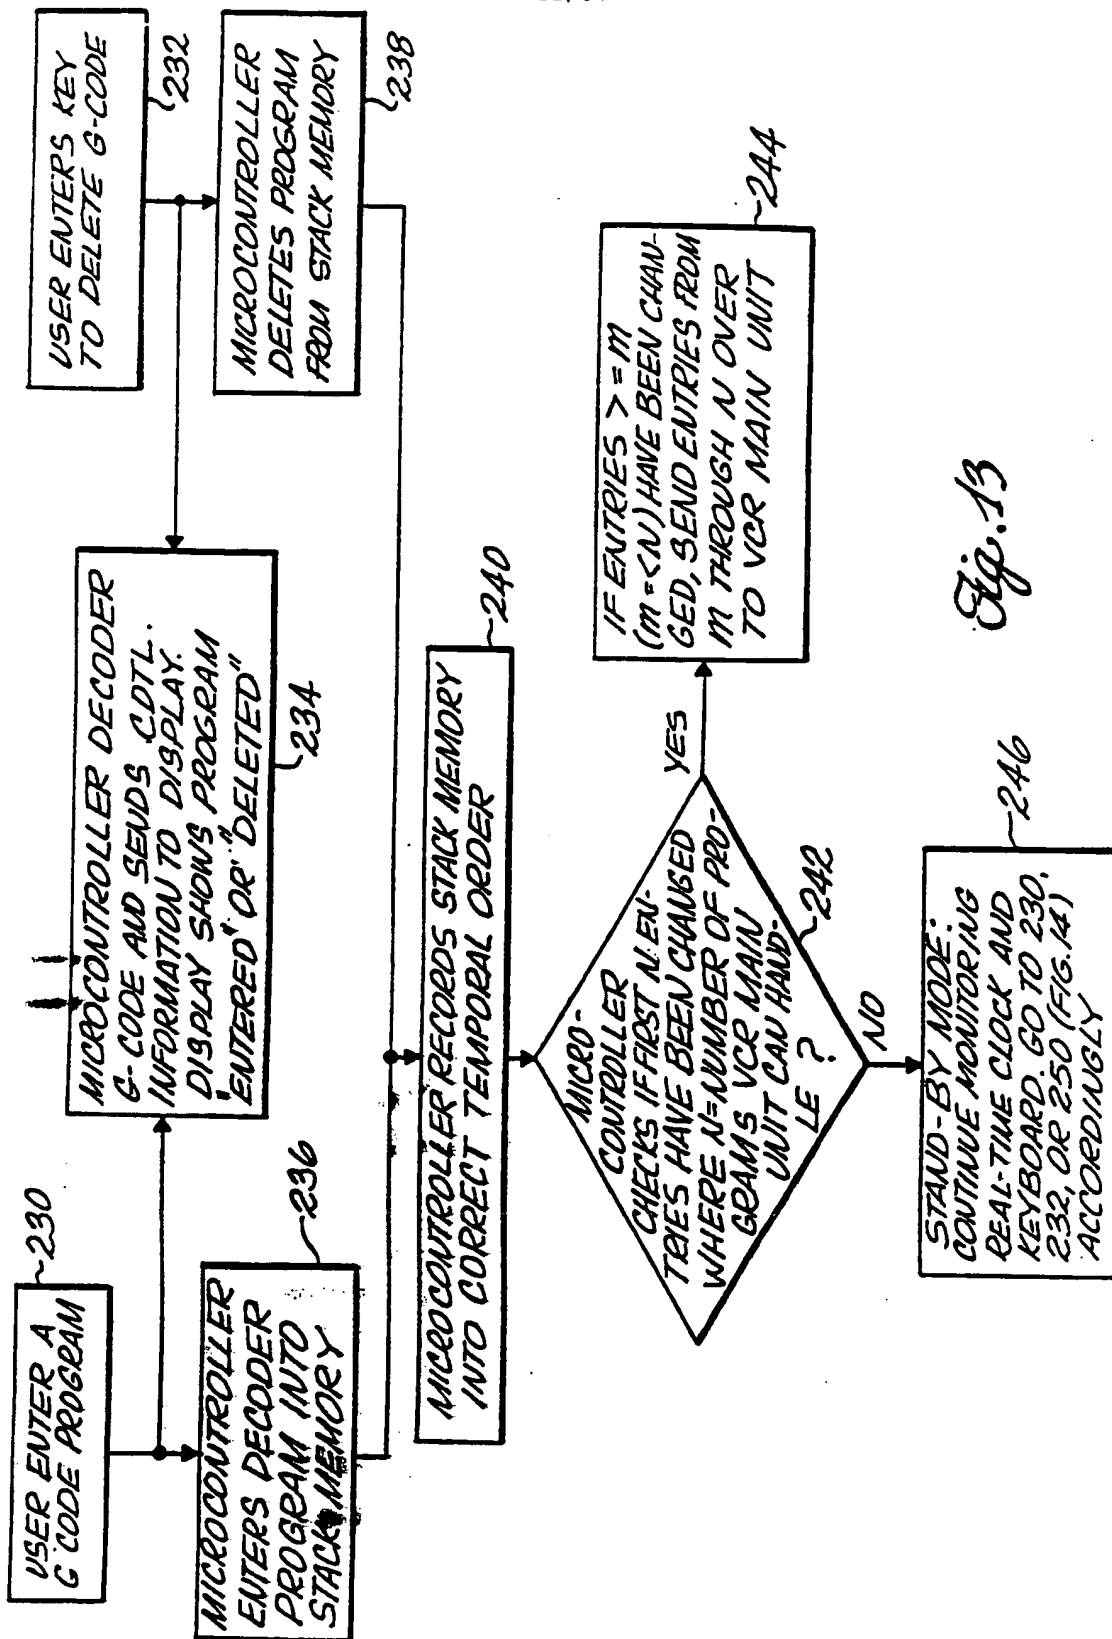 USER ENTER A
G CODE PROGRAM
230
MICROCONTROLLER DECODER
G-CODE AND SENDS CDTL.
INFORMATION TO DISPLAY.
DISPLAY SHOWS PROGRAM
"ENTERED" OR "DELETED"
234
USER ENTERS KEY
TO DELETE G-CODE
232
MICROCONTROLLER
ENTERS DECODER
PROGRAM INTO
STACK MEMORY
236
MICROCONTROLLER
DELETES PROGRAM
FROM STACK MEMORY
238
MICROCONTROLLER RECORDS STACK MEMORY
INTO CORRECT TEMPORAL ORDER
240
MICRO-
CONTROLLER
CHECKS IF FIRST N EN-
TRIES HAVE BEEN CHANGED
WHERE N=NUMBER OF PRO-
GRAMS VCR MAIN
UNIT CAN HAND-
LE ?
242
YES
IF ENTRIES >= M
(M=<N) HAVE BEEN CHAN-
GED, SEND ENTRIES FROM
M THROUGH N OVER
TO VCR MAIN UNIT
244
NO
STAND-BY MODE:
CONTINUE MONITORING
REAL-TIME CLOCK AND
KEYBOARD. GO TO 230,
232, OR 250 (FIG.14)
ACCORDINGLY
246
Fig. 13